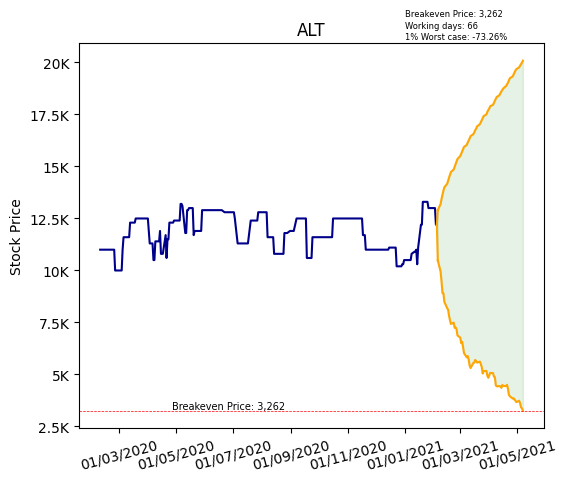 Breakeven Price: 3,262
Working days: 66
1% Worst case: -73.26%
ALT
20K
17.5K
15K
12.5K
10K
7.5K
5K
2.5K
Stock Price
Breakeven Price: 3,262
01/03/2020
01/05/2020
01/07/2020
01/09/2020
01/11/2020
01/01/2021
01/03/2021
01/05/2021